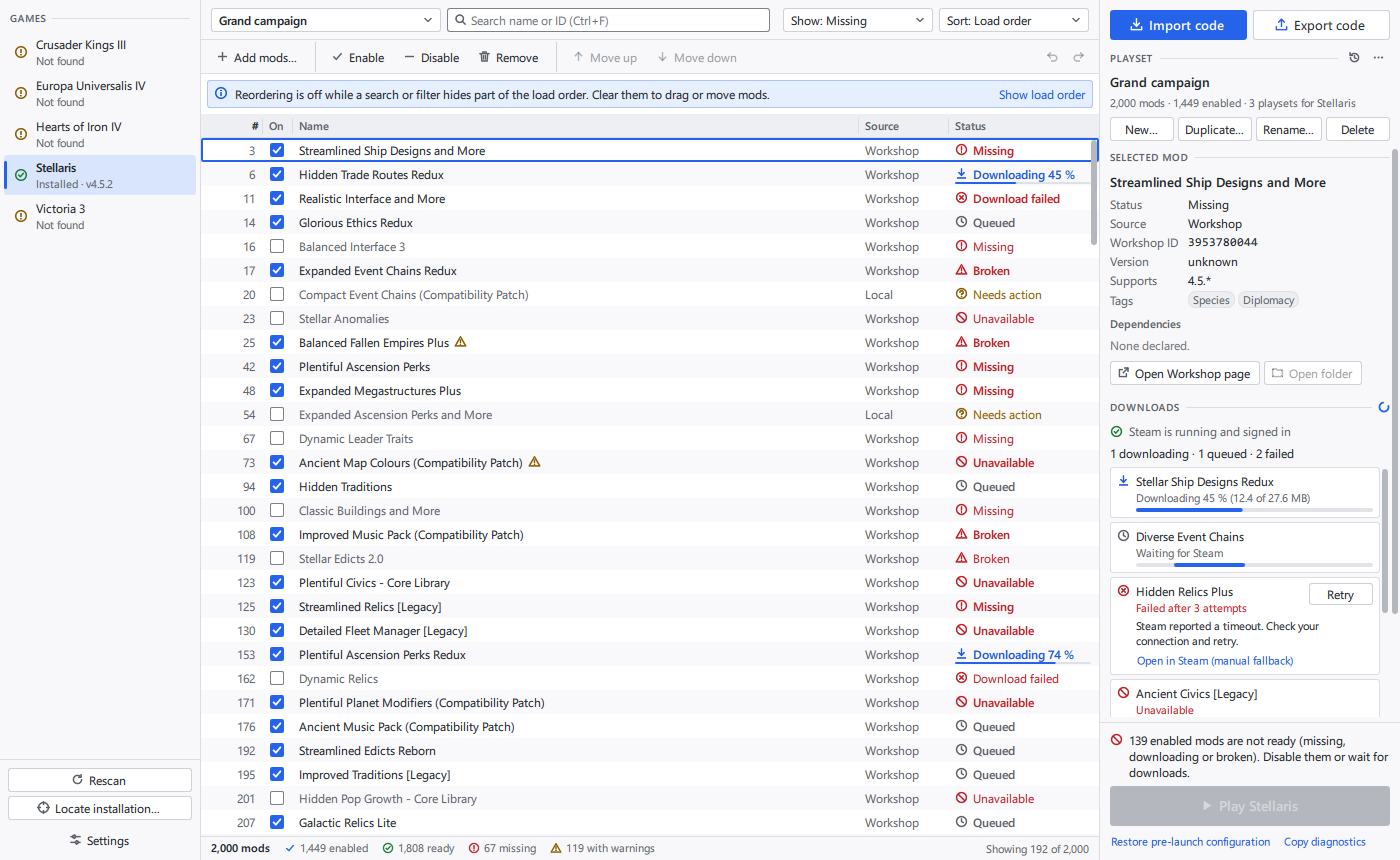 GAMES
Crusader Kings III
Not found
Europa Universalis IV
Not found
Hearts of Iron IV
Not found
Stellaris
Installed · v4.5.2
Victoria 3
Not found
Rescan
Locate installation...
Settings
Grand campaign
Search name or ID (Ctrl+F)
Show: Missing
Sort: Load order
Add mods...
Enable
Disable
Remove
Move up
Move down
Reordering is off while a search or filter hides part of the load order. Clear them to drag or move mods.
Show load order
# On Name Source Status
3 Streamlined Ship Designs and More Workshop Missing
6 Hidden Trade Routes Redux Workshop Downloading 45 %
11 Realistic Interface and More Workshop Download failed
14 Glorious Ethics Redux Workshop Queued
16 Balanced Interface 3 Workshop Missing
17 Expanded Event Chains Redux Workshop Broken
20 Compact Event Chains (Compatibility Patch) Local Needs action
23 Stellar Anomalies Workshop Unavailable
25 Balanced Fallen Empires Plus Workshop Broken
42 Plentiful Ascension Perks Workshop Missing
48 Expanded Megastructures Plus Workshop Missing
54 Expanded Ascension Perks and More Local Needs action
67 Dynamic Leader Traits Workshop Missing
73 Ancient Map Colours (Compatibility Patch) Workshop Unavailable
94 Hidden Traditions Workshop Queued
100 Classic Buildings and More Workshop Missing
108 Improved Music Pack (Compatibility Patch) Workshop Broken
119 Stellar Edicts 2.0 Workshop Broken
123 Plentiful Civics - Core Library Workshop Unavailable
125 Streamlined Relics [Legacy] Workshop Missing
130 Detailed Fleet Manager [Legacy] Workshop Unavailable
153 Plentiful Ascension Perks Redux Workshop Downloading 74 %
162 Dynamic Relics Workshop Download failed
171 Plentiful Planet Modifiers (Compatibility Patch) Workshop Unavailable
176 Ancient Music Pack (Compatibility Patch) Workshop Queued
192 Streamlined Edicts Reborn Workshop Queued
195 Improved Traditions [Legacy] Workshop Queued
201 Hidden Pop Growth - Core Library Workshop Unavailable
207 Galactic Relics Lite Workshop Queued
2,000 mods 1,449 enabled 1,808 ready 67 missing 119 with warnings Showing 192 of 2,000
Import code
Export code
PLAYSET
Grand campaign
2,000 mods · 1,449 enabled · 3 playsets for Stellaris
New...
Duplicate...
Rename...
Delete
SELECTED MOD
Streamlined Ship Designs and More
Status Missing
Source Workshop
Workshop ID 3953780044
Version unknown
Supports 4.5.*
Tags Species Diplomacy
Dependencies
None declared.
Open Workshop page
Open folder
DOWNLOADS
Steam is running and signed in
1 downloading · 1 queued · 2 failed
Stellar Ship Designs Redux
Downloading 45 % (12.4 of 27.6 MB)
Diverse Event Chains
Waiting for Steam
Hidden Relics Plus
Failed after 3 attempts
Retry
Steam reported a timeout. Check your
connection and retry.
Open in Steam (manual fallback)
Ancient Civics [Legacy]
Unavailable
139 enabled mods are not ready (missing,
downloading or broken). Disable them or wait for
downloads.
Play Stellaris
Restore pre-launch configuration
Copy diagnostics